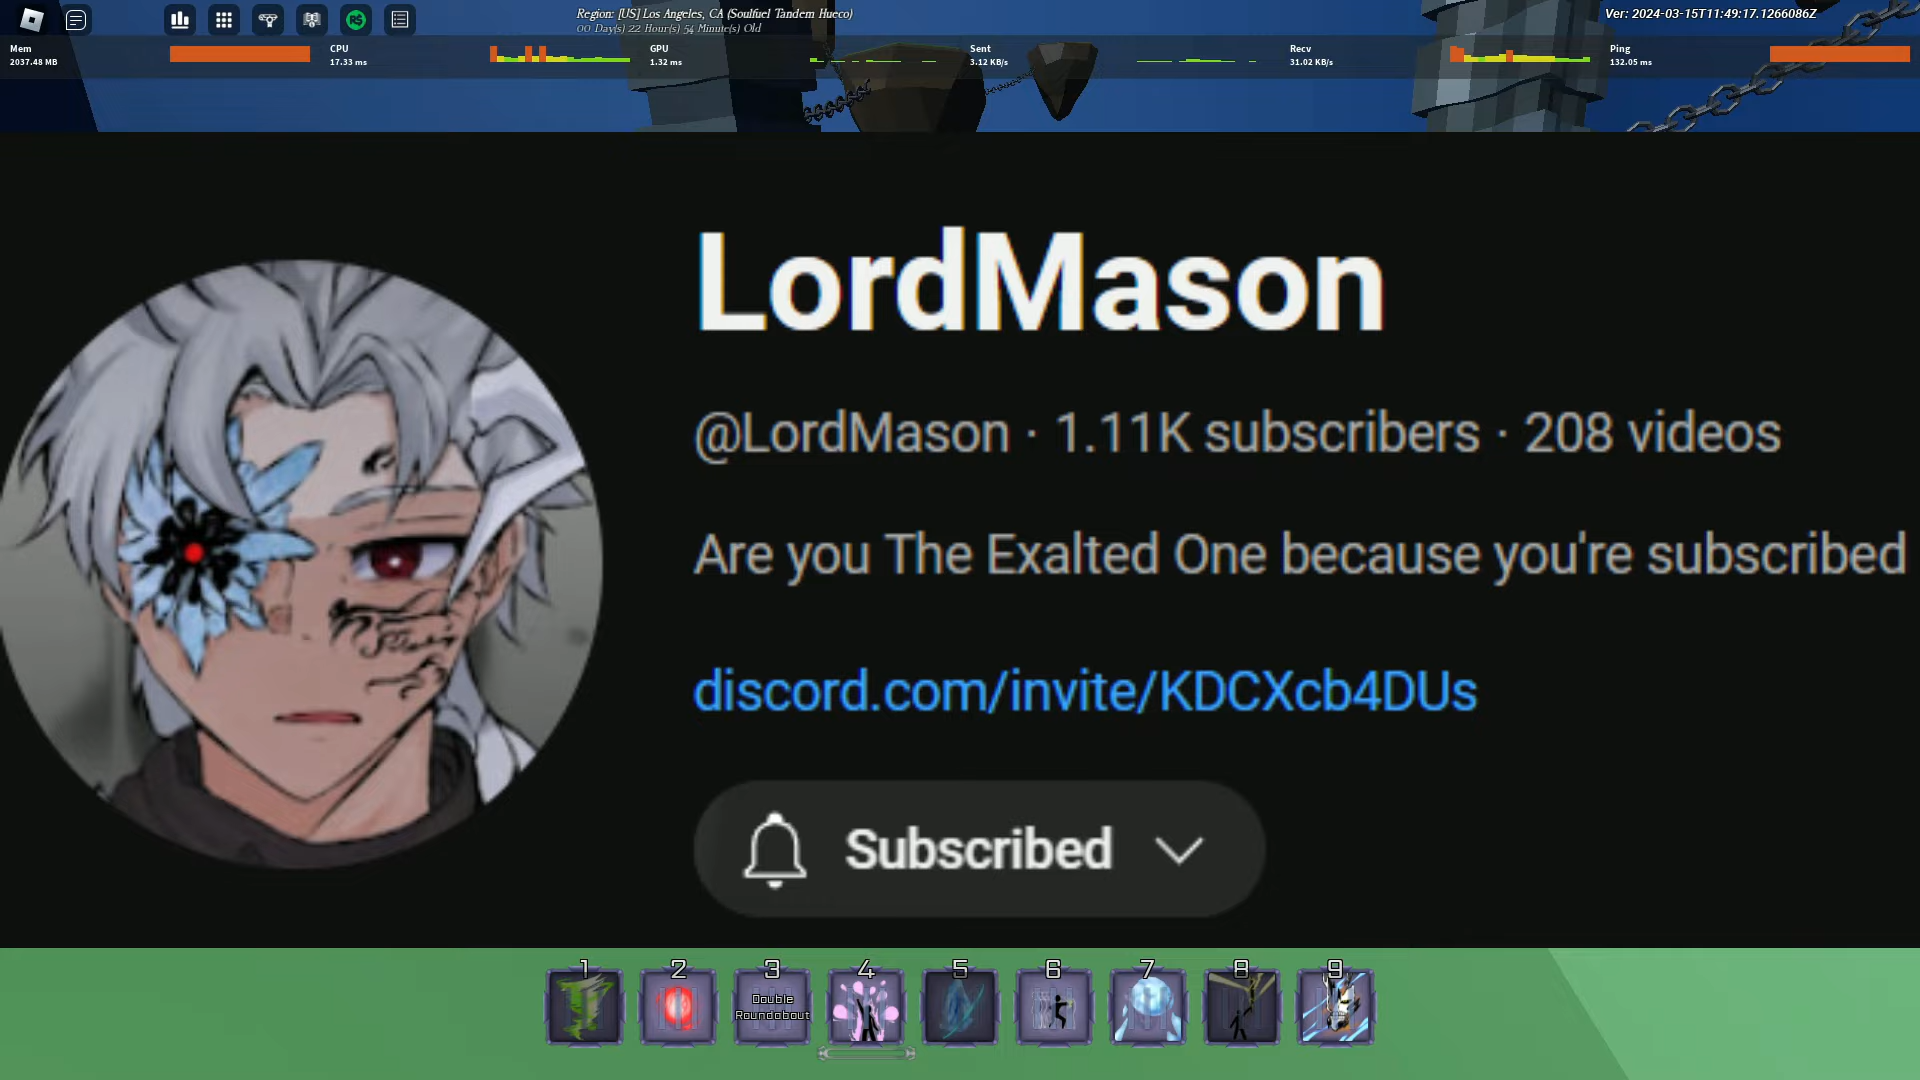 Region: [US] Los Angeles, CA (Soulfuel Tandem Hueco)
00 Day(s) 22 Hour(s) 54 Minute(s) Old
Ver: 2024-03-15T11:49:17.1266086Z
Mem CPU GPU Sent Recv Ping
2037.48 MB 17.33 ms 1.32 ms 3.12 KB/s 31.02 KB/s 132.05 ms
LordMason
@LordMason · 1.11K subscribers · 208 videos
Are you The Exalted One because you're subscribed
discord.com/invite/KDCXcb4DUs
Subscribed
1 2 3 4 5 6 7 8 9
Double
Roundabout